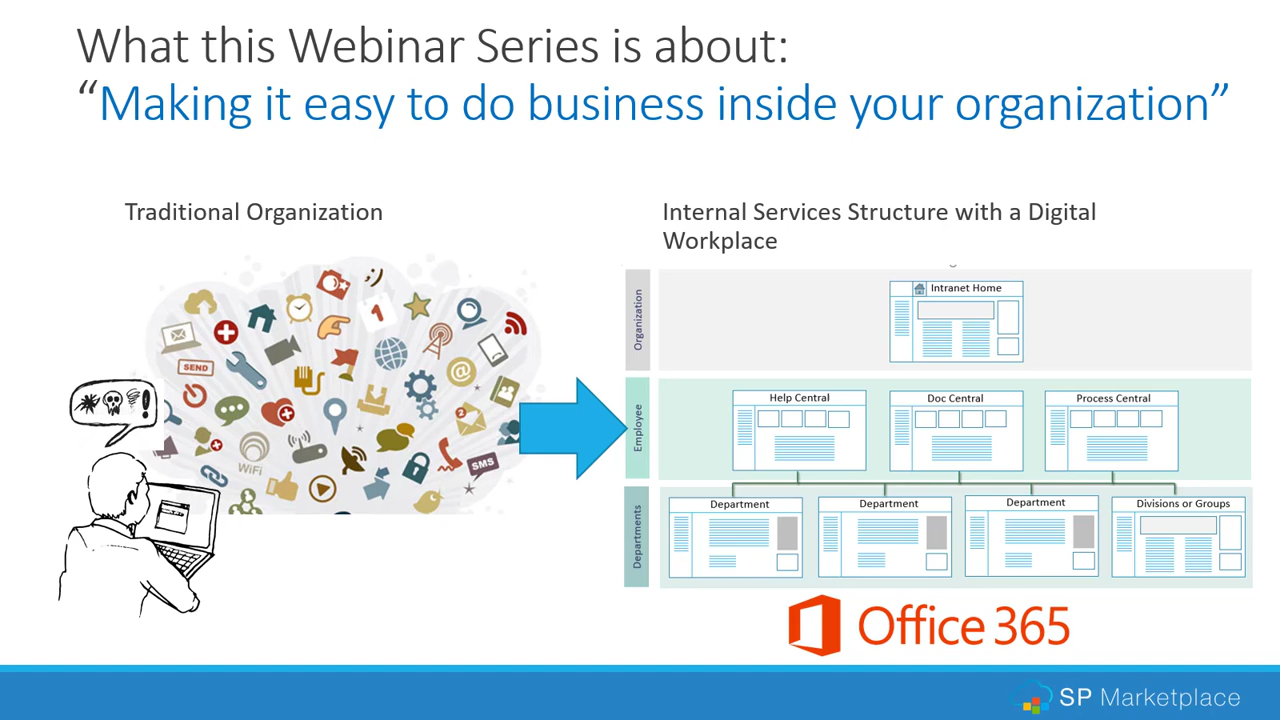 What this Webinar Series is about:
“Making it easy to do business inside your organization”
Traditional Organization
Internal Services Structure with a Digital
Workplace
1
SEND
@
2
WiFi
SMS
Organization
Intranet Home
Employee
Help Central
Doc Central
Process Central
Departments
Department
Department
Department
Divisions or Groups
Office 365
SP Marketplace